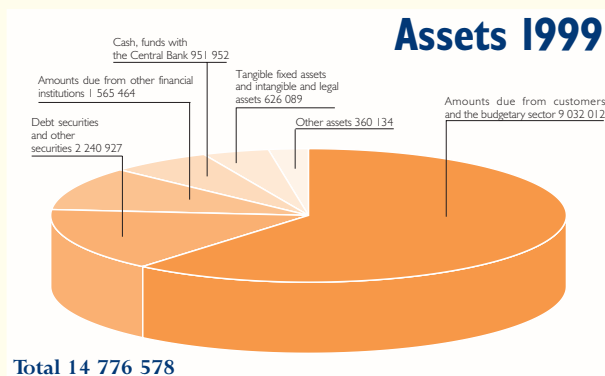 Assets 1999
Cash, funds with
the Central Bank 951 952
Amounts due from other financial
institutions 1 565 464
Tangible fixed assets
and intangible and legal
assets 626 089
Debt securities
and other
securities 2 240 927
Other assets 360 134
Amounts due from customers
and the budgetary sector 9 032 012
Total 14 776 578